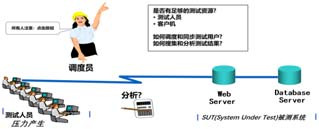 所有人注意：点击按钮
是否有足够的测试资源?
• 测试人员
• 客户机
如何调度和同步测试用户?
如何搜集和分析测试结果?
调度员
分析?
Web
Server
Database
Server
测试人员
压力产生
SUT(System Under Test)被测系统